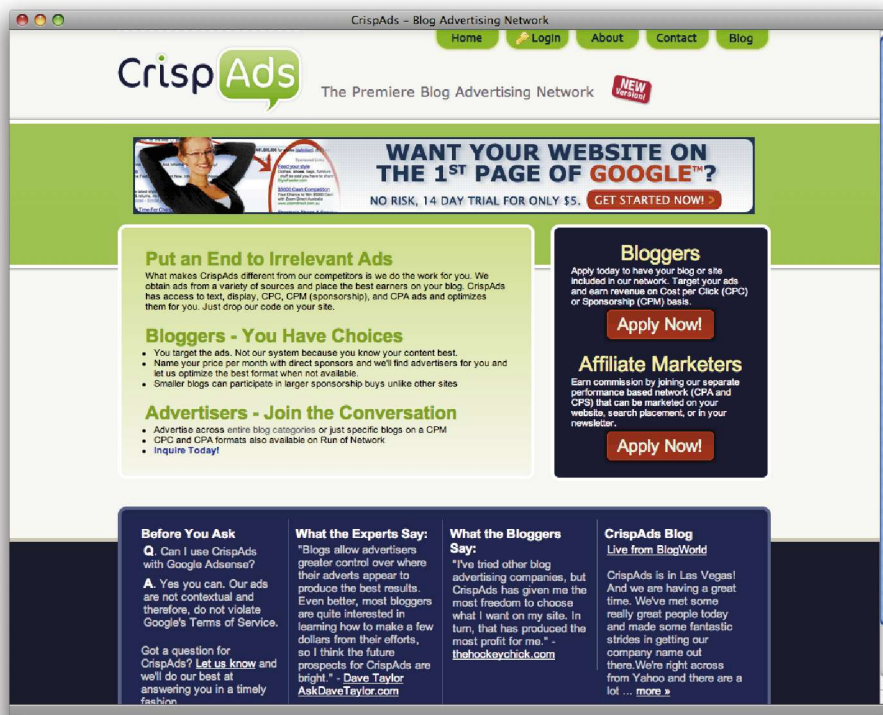 CrispAds – Blog Advertising Network
Home
Login
About
Contact
Blog
Crisp Ads
The Premiere Blog Advertising Network
NEW
Version!
WANT YOUR WEBSITE ON
THE 1ST PAGE OF GOOGLE™?
NO RISK, 14 DAY TRIAL FOR ONLY $5.
GET STARTED NOW! >
Put an End to Irrelevant Ads
What makes CrispAds different from our competitors is we do the work for you. We
obtain ads from a variety of sources and place the best earners on your blog. CrispAds
has access to text, display, CPC, CPM (sponsorship), and CPA ads and optimizes
them for you. Just drop our code on your site.
Bloggers - You Have Choices
• You target the ads. Not our system because you know your content best.
• Name your price per month with direct sponsors and we'll find advertisers for you and
let us optimize the best format when not available.
• Smaller blogs can participate in larger sponsorship buys unlike other sites
Advertisers - Join the Conversation
• Advertise across entire blog categories or just specific blogs on a CPM
• CPC and CPA formats also available on Run of Network
• Inquire Today!
Bloggers
Apply today to have your blog or site
included in our network. Target your ads
and earn revenue on Cost per Click (CPC)
or Sponsorship (CPM) basis.
Apply Now!
Affiliate Marketers
Earn commission by joining our separate
performance based network (CPA and
CPS) that can be marketed on your
website, search placement, or in your
newsletter.
Apply Now!
Before You Ask
Q. Can I use CrispAds
with Google Adsense?
A. Yes you can. Our ads
are not contextual and
therefore, do not violate
Google's Terms of Service.
Got a question for
CrispAds? Let us know and
we'll do our best at
answering you in a timely
fashion
What the Experts Say:
"Blogs allow advertisers
greater control over where
their adverts appear to
produce the best results.
Even better, most bloggers
are quite interested in
learning how to make a few
dollars from their efforts,
so I think the future
prospects for CrispAds are
bright." - Dave Taylor
AskDaveTaylor.com
What the Bloggers
Say:
"I've tried other blog
advertising companies, but
CrispAds has given me the
most freedom to choose
what I want on my site. In
turn, that has produced the
most profit for me." -
thehockeychick.com
CrispAds Blog
Live from BlogWorld
CrispAds is in Las Vegas!
And we are having a great
time. We've met some
really great people today
and made some fantastic
strides in getting our
company name out
there.We're right across
from Yahoo and there are a
lot ... more »